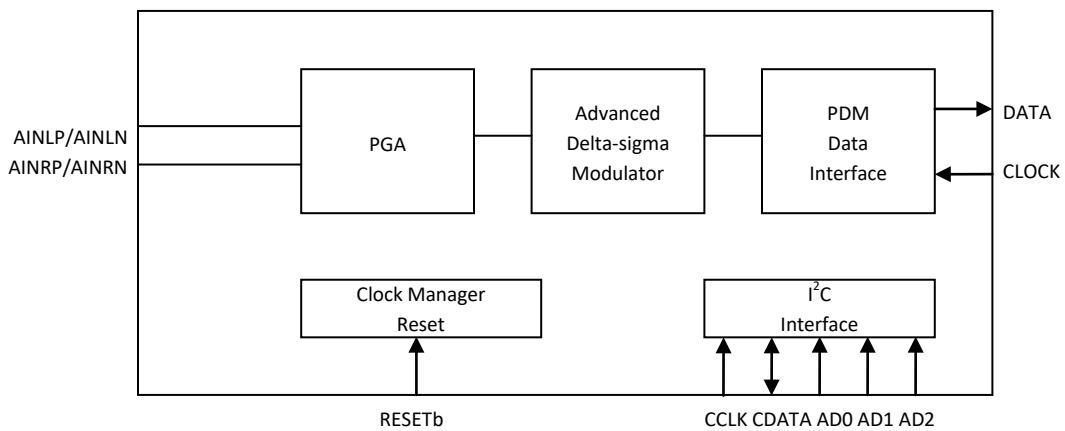 AINLP/AINLN
AINRP/AINRN
PGA
Advanced
Delta-sigma
Modulator
PDM
Data
Interface
DATA
CLOCK
Clock Manager
Reset
I²C
Interface
RESETb
CCLK CDATA AD0 AD1 AD2